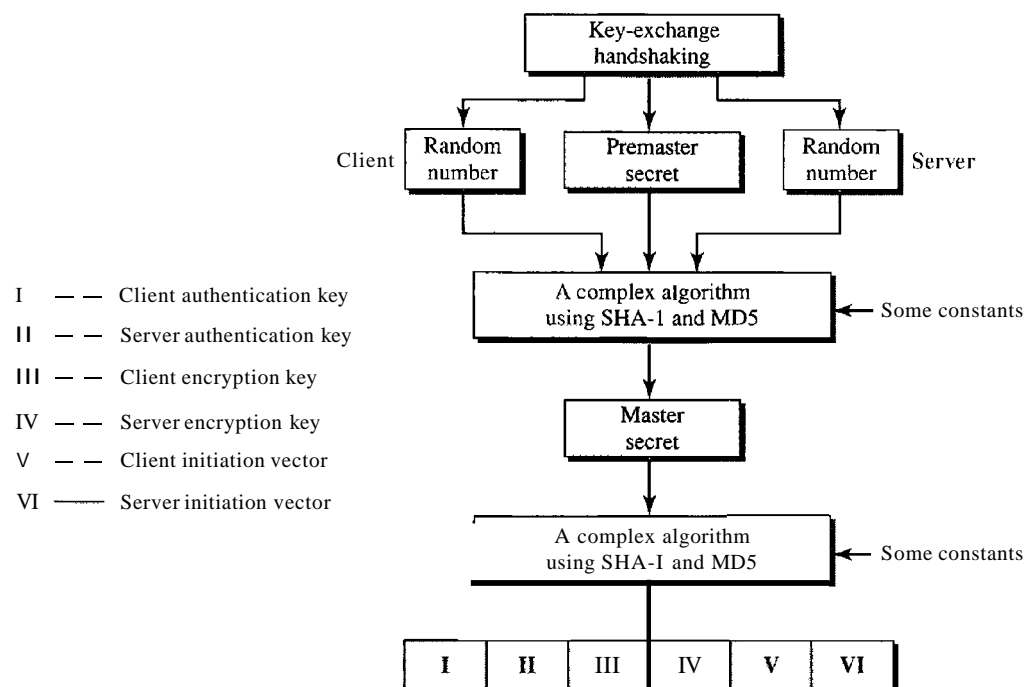 Key-exchange
handshaking
Client
Random
number
Premaster
secret
Random
number
Server
A complex algorithm
using SHA-1 and MD5
Some constants
I — — Client authentication key
II — — Server authentication key
III — — Client encryption key
IV — — Server encryption key
V — — Client initiation vector
VI —— Server initiation vector
Master
secret
A complex algorithm
using SHA-I and MD5
Some constants
I II III IV V VI